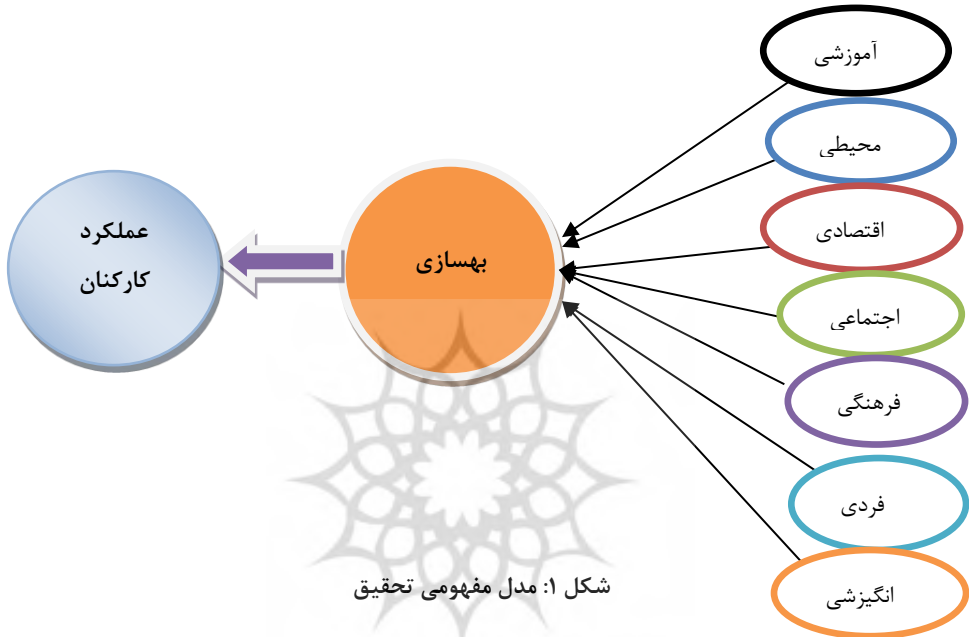 آموزشی
محیطی
اقتصادی
اجتماعی
فرهنگی
فردی
انگیزشی
بهسازی
عملکرد
کارکنان
شکل ۱: مدل مفهومی تحقیق